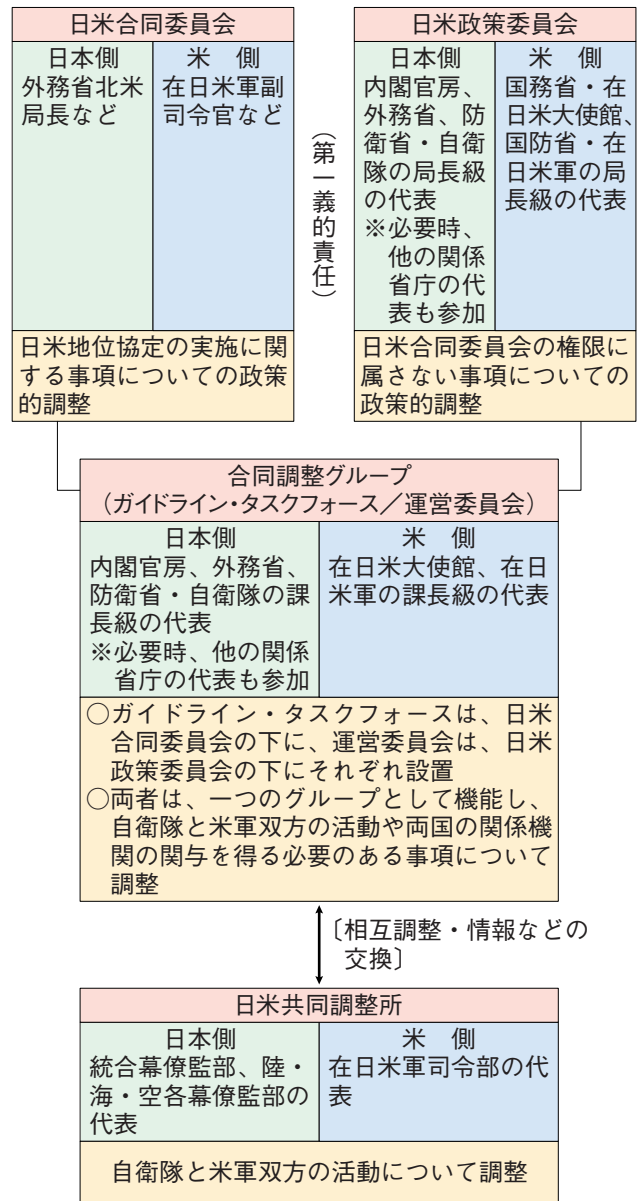 日米合同委員会
日本側
外務省北米
局長など
米　側
在日米軍副
司令官など
日米地位協定の実施に関
する事項についての政策
的調整
（第一義的責任）
日米政策委員会
日本側
内閣官房、
外務省、防
衛省・自衛
隊の局長級
の代表
※必要時、
他の関係
省庁の代
表も参加
米　側
国務省・在
日米大使館、
国防省・在
日米軍の局
長級の代表
日米合同委員会の権限に
属さない事項についての
政策的調整
合同調整グループ
（ガイドライン・タスクフォース／運営委員会）
日本側
内閣官房、外務省、
防衛省・自衛隊の課
長級の代表
※必要時、他の関係
省庁の代表も参加
米　側
在日米大使館、在日
米軍の課長級の代表
○ガイドライン・タスクフォースは、日米
合同委員会の下に、運営委員会は、日米
政策委員会の下にそれぞれ設置
○両者は、一つのグループとして機能し、
自衛隊と米軍双方の活動や両国の関係機
関の関与を得る必要のある事項について
調整
〔相互調整・情報などの
交換〕
日米共同調整所
日本側
統合幕僚監部、陸・
海・空各幕僚監部の
代表
米　側
在日米軍司令部の代
表
自衛隊と米軍双方の活動について調整